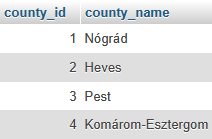 county_id county_name
1 Nógrád
2 Heves
3 Pest
4 Komárom-Esztergom